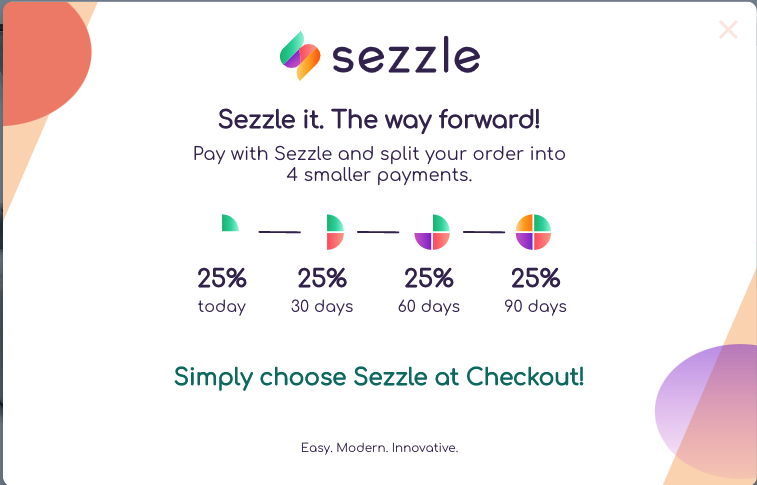 sezzle
Sezzle it. The way forward!
Pay with Sezzle and split your order into
4 smaller payments.
25% 25% 25% 25%
today 30 days 60 days 90 days
Simply choose Sezzle at Checkout!
Easy. Modern. Innovative.